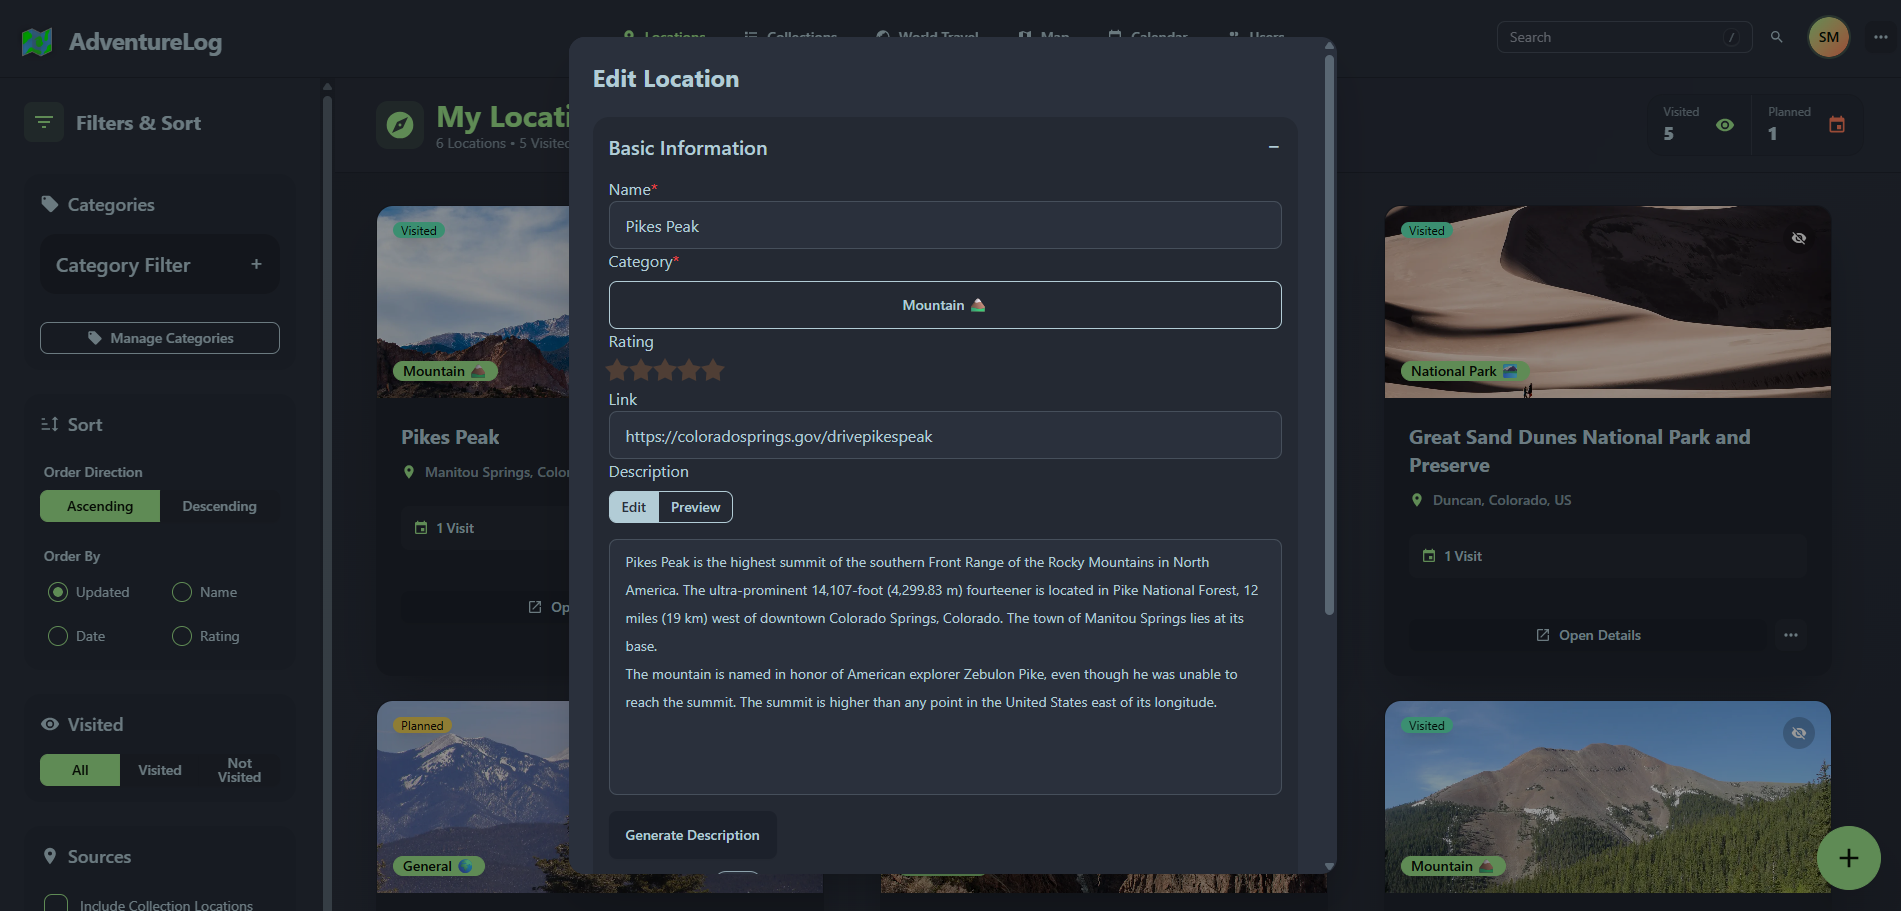 AdventureLog
Locations
Collections
World Travel
Map
Calendar
Users
Search
/
SM
Filters & Sort
Categories
Category Filter
+
Manage Categories
Sort
Order Direction
Ascending
Descending
Order By
Updated
Name
Date
Rating
Visited
All
Visited
Not
Visited
Sources
Include Collection Locations
My Locati
6 Locations • 5 Visited
Visited
5
Planned
1
Visited
Mountain
Pikes Peak
Manitou Springs, Color
1 Visit
Op
Planned
General
Edit Location
Basic Information
Name*
Pikes Peak
Category*
Mountain
Rating
Link
https://coloradosprings.gov/drivepikespeak
Description
Edit
Preview
Pikes Peak is the highest summit of the southern Front Range of the Rocky Mountains in North
America. The ultra-prominent 14,107-foot (4,299.83 m) fourteener is located in Pike National Forest, 12
miles (19 km) west of downtown Colorado Springs, Colorado. The town of Manitou Springs lies at its
base.
The mountain is named in honor of American explorer Zebulon Pike, even though he was unable to
reach the summit. The summit is higher than any point in the United States east of its longitude.
Generate Description
Visited
National Park
Great Sand Dunes National Park and
Preserve
Duncan, Colorado, US
1 Visit
Open Details
Visited
Mountain